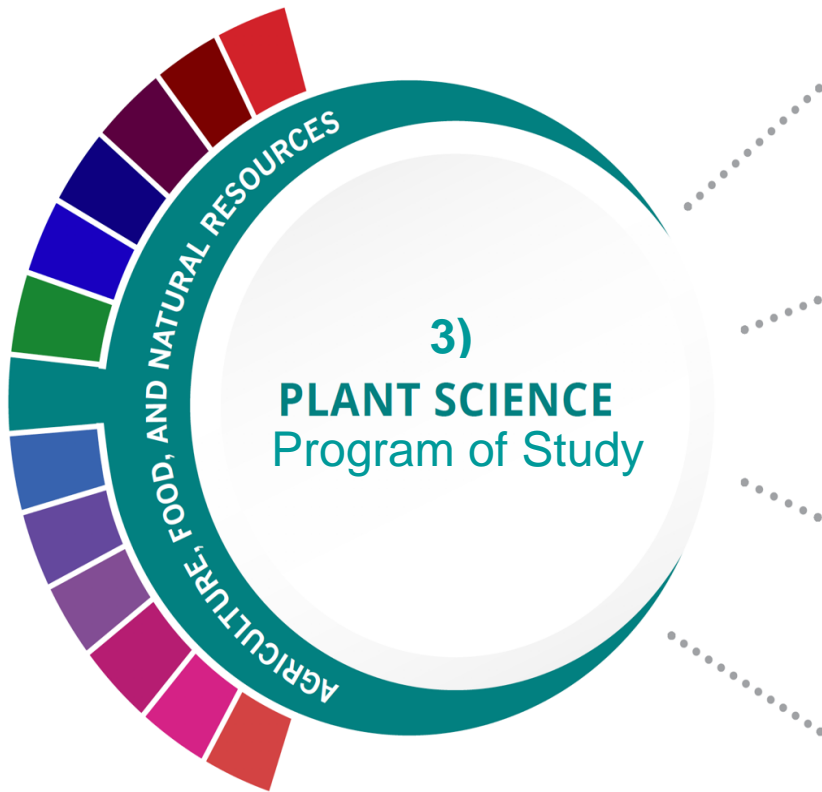 AGRICULTURE, FOOD, AND NATURAL RESOURCES
3)
PLANT SCIENCE
Program of Study